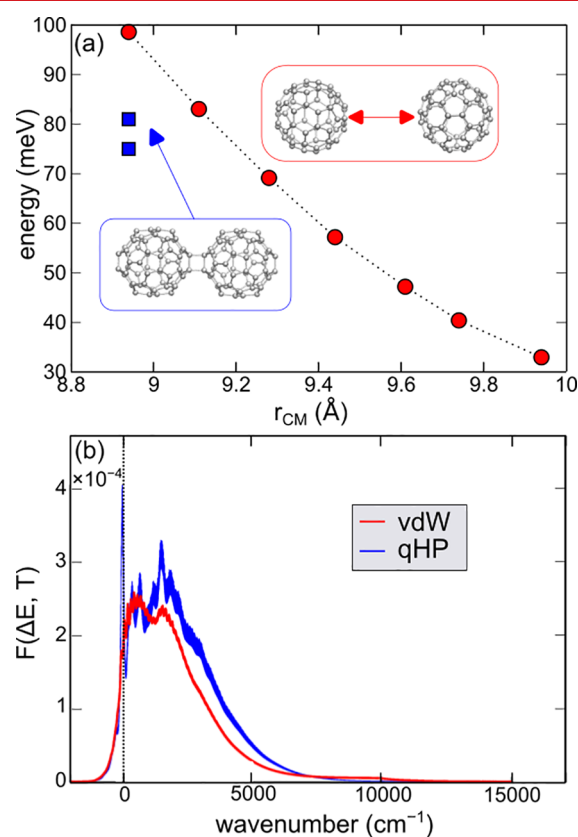 (a)
energy (meV)
100
90
80
70
60
50
40
30
8.8 9 9.2 9.4 9.6 9.8 10
r_CM (Å)
(b)
×10⁻⁴
F(ΔE, T)
4
3
2
1
0
vdW
qHP
0 5000 10000 15000
wavenumber (cm⁻¹)